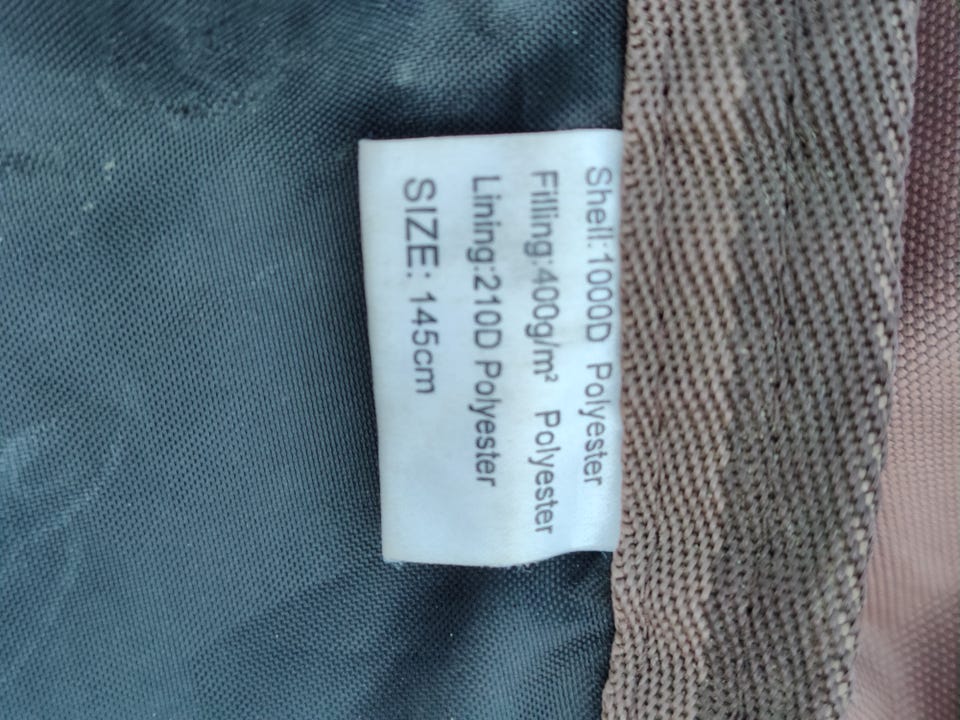 Shell:1000D Polyester
Filling:400g/m² Polyester
Lining:210D Polyester
SIZE: 145cm